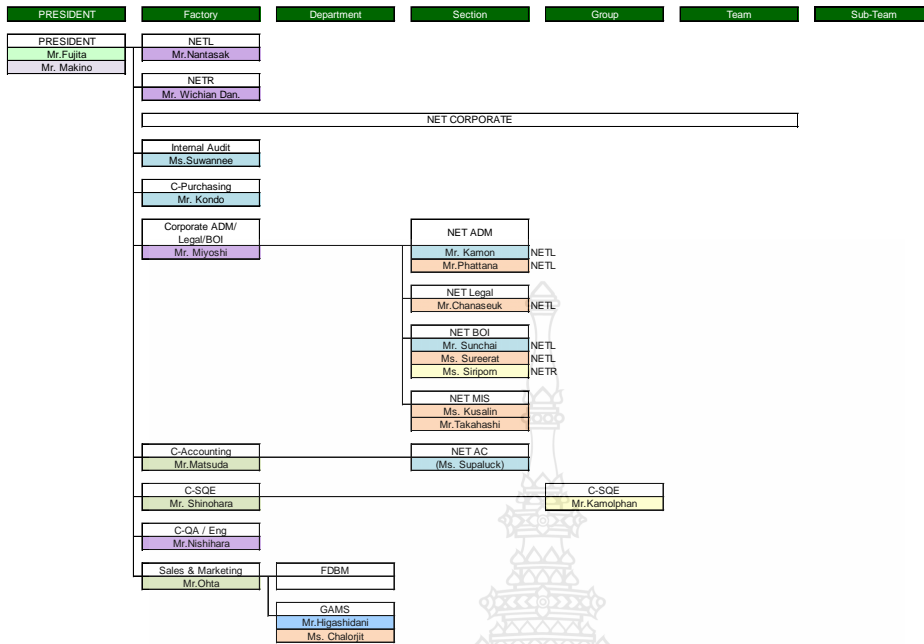 PRESIDENT Factory Department Section Group Team Sub-Team
PRESIDENT
Mr.Fujita
Mr. Makino
NETL
Mr.Nantasak
NETR
Mr. Wichian Dan.
NET CORPORATE
Internal Audit
Ms.Suwannee
C-Purchasing
Mr. Kondo
Corporate ADM/
Legal/BOI
Mr. Miyoshi
NET ADM
Mr. Kamon NETL
Mr.Phattana NETL
NET Legal
Mr.Chanaseuk NETL
NET BOI
Mr. Sunchai NETL
Ms. Sureerat NETL
Ms. Siriporn NETR
NET MIS
Ms. Kusalin
Mr.Takahashi
C-Accounting
Mr.Matsuda
NET AC
(Ms. Supaluck)
C-SQE
Mr. Shinohara
C-SQE
Mr.Kamolphan
C-QA / Eng
Mr.Nishihara
Sales & Marketing
Mr.Ohta
FDBM
GAMS
Mr.Higashidani
Ms. Chalorjit